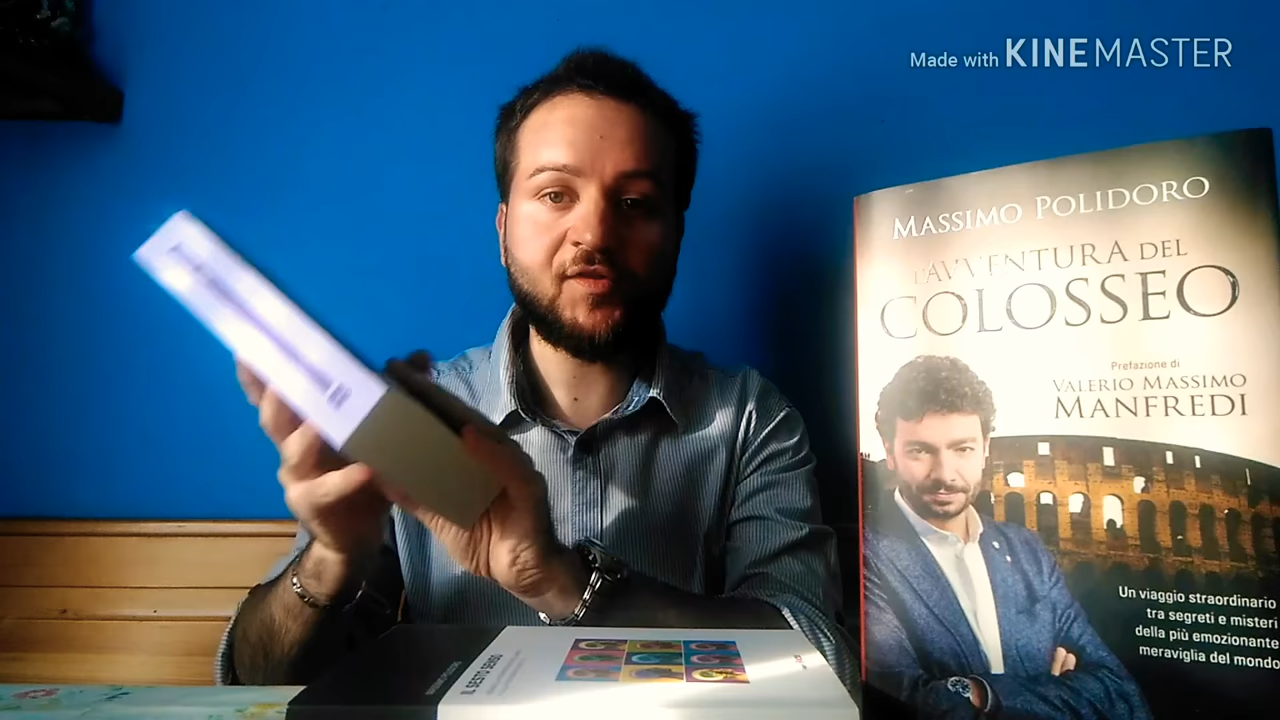 Made with KINEMASTER
MASSIMO POLIDORO
L'AVVENTURA DEL
COLOSSEO
Prefazione di
VALERIO MASSIMO
MANFREDI
Un viaggio straordinario
tra segreti e misteri
della più emozionante
meraviglia del mondo
IL SESTO SENSO